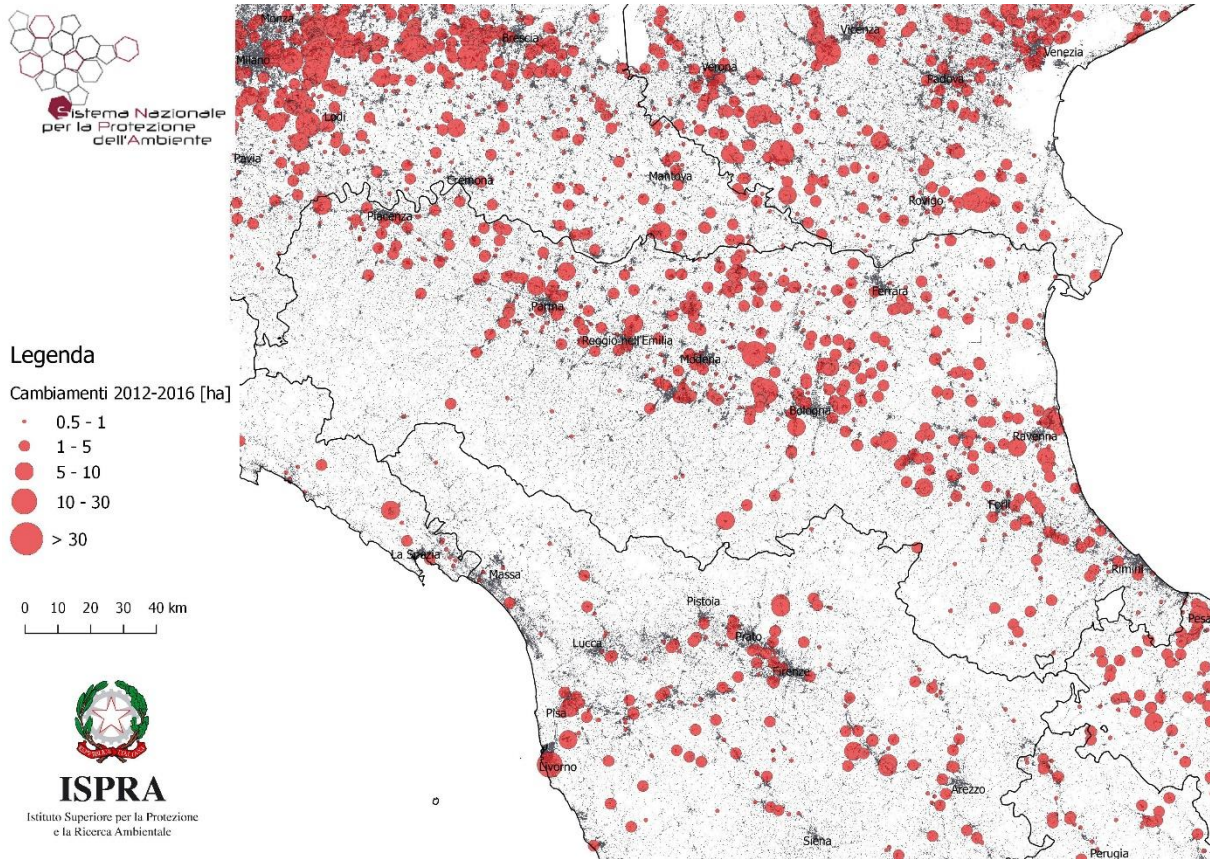 Sistema Nazionale
per la Protezione
dell'Ambiente
Legenda
Cambiamenti 2012-2016 [ha]
0.5 - 1
1 - 5
5 - 10
10 - 30
> 30
0 10 20 30 40 km
ISPRA
Istituto Superiore per la Protezione
e la Ricerca Ambientale
Monza
Milano
Brescia
Vicenza
Venezia
Verona
Padova
Lodi
Pavia
Cremona
Mantova
Rovigo
Piacenza
Ferrara
Parma
Reggio nell'Emilia
Modena
Bologna
Ravenna
Forlì
La Spezia
Massa
Rimini
Pistoia
Pesa
Prato
Lucca
Firenze
Pisa
Livorno
Arezzo
Siena
Perugia